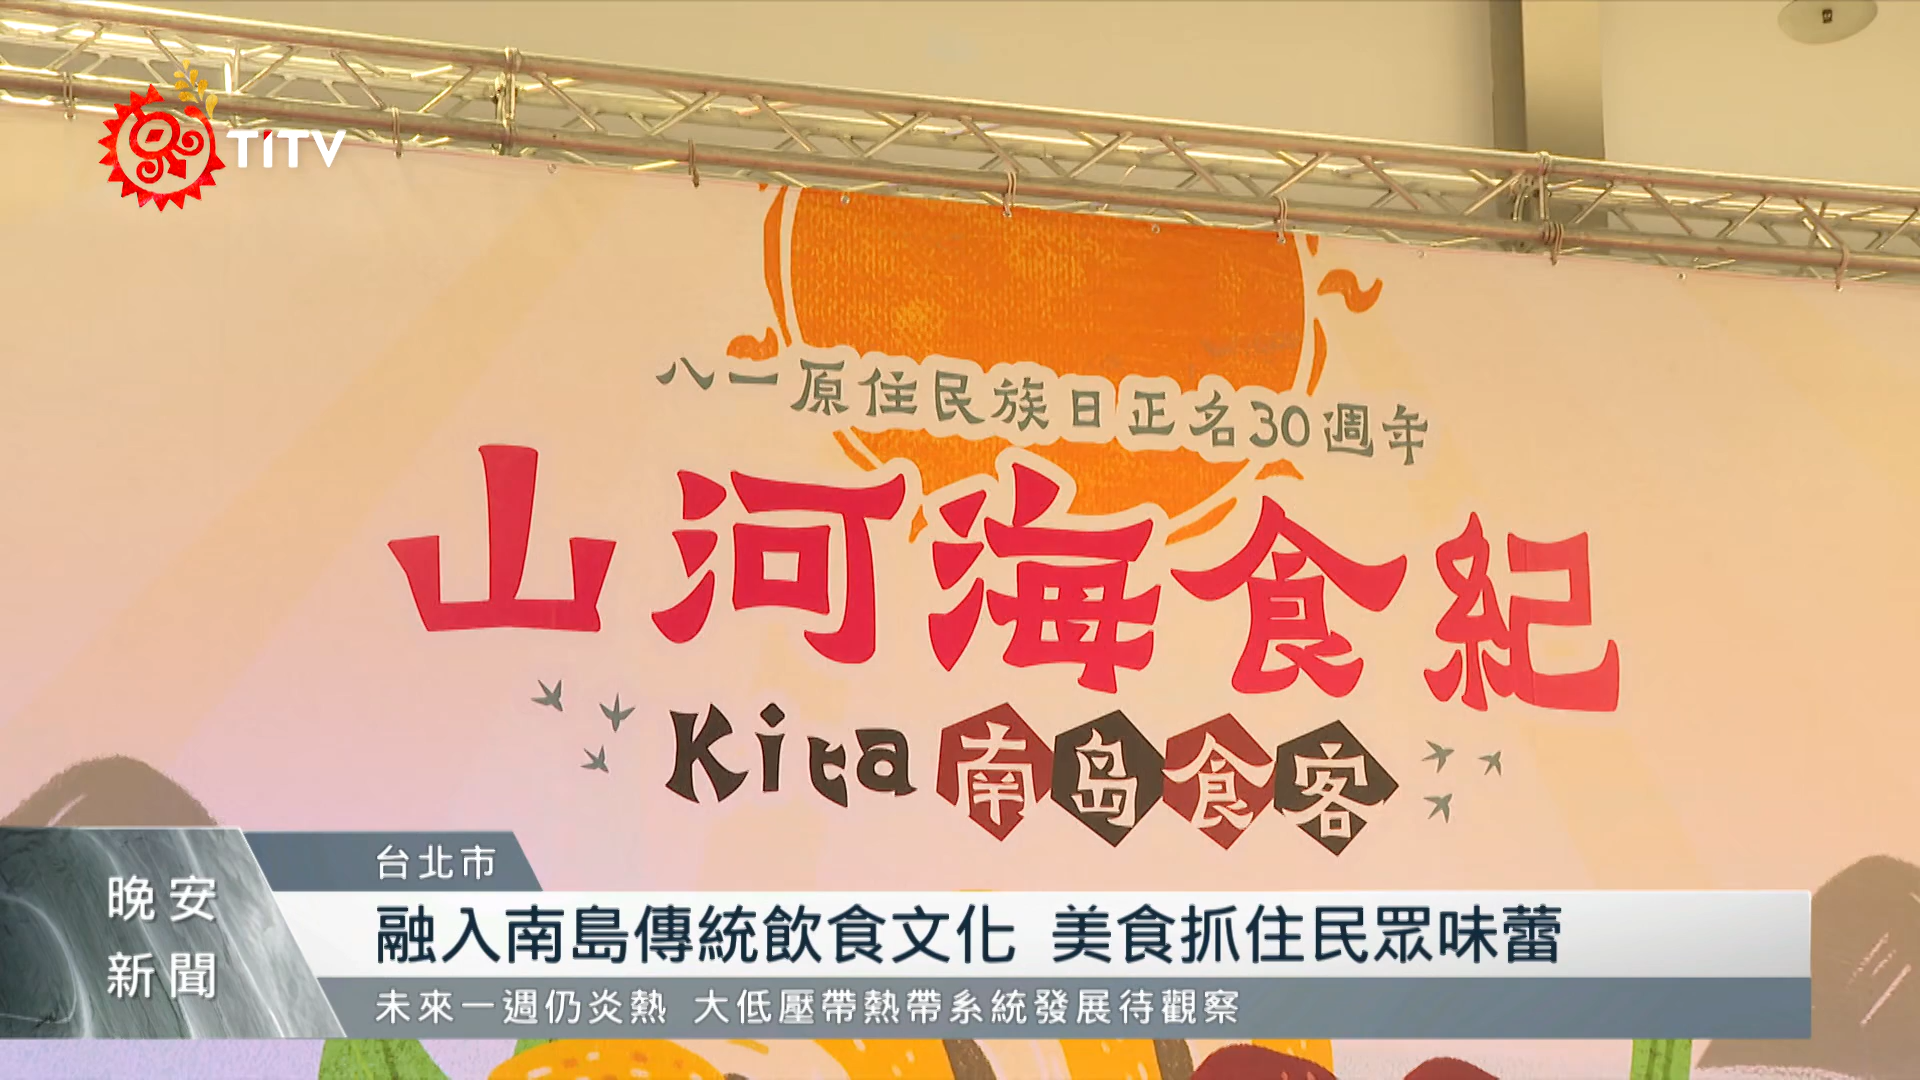 TiTV
八一原住民族日正名30週年
山河海食紀
Kita南島食客
台北市
晚安
新聞
融入南島傳統飲食文化 美食抓住民眾味蕾
未來一週仍炎熱 大低壓帶熱帶系統發展待觀察